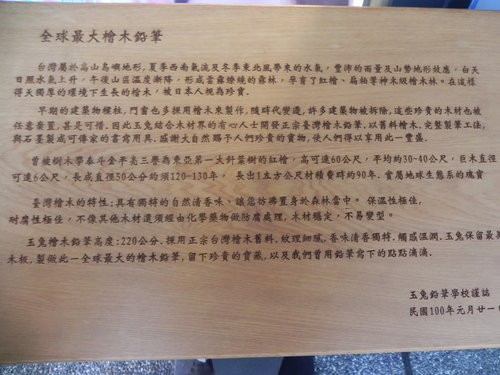 全球最大檜木鉛筆
台灣屬於高山島嶼地形,夏季西南氣流及冬季東北風帶來的水氣,豐沛的雨量及山勢地形效應,白天
日照水氣上升,午後山區溫度漸降,形成雲霧繚繞的霧林,孕育了紅檜、扁柏等神木級檜木林。在這樣
得天獨厚的環境下生長的檜木,被日本人視為珍寶。
早期的建築物樑柱,門窗也多採用檜木來製作,隨時代變遷,許多建築物被拆除,這些珍貴的木材也被
任意棄置,甚是可惜。因此玉兔結合木材界的有心人士開發正宗台灣檜木鉛筆,以舊料檜木,完整製筆工法,
與石墨製成可傳家的書寫用具。感謝大自然賜予人們珍貴的寶物,使人們得以享用此一豐盛.
曾被樹木學泰斗金平亮三譽為東亞第一大針葉樹的紅檜,高可達60公尺,平均約30-40公尺,巨木直徑
可達6公尺,長成直徑50公分約須120-130年, 長出1立方公尺材積費時約90年.實屬地球生態系的瑰寶
臺灣檜木的特性:具有獨特的自然清香味、讓您彷彿置身於森林當中。 保溫性極佳,
耐腐性極佳,不像其他木材還須經由化學藥物做防腐處理,木材穩定,不易變型。
玉兔檜木鉛筆高度:220公分.採用正宗台灣檜木舊料.紋理細膩,香味清香獨特.觸感溫潤.玉兔保留最具
木板,製做此一全球最大的檜木鉛筆,留下珍貴的寶藏,以及我們曾用鉛筆寫下的點點滴滴.
玉兔鉛筆學校謹誌
民國100年元月廿一